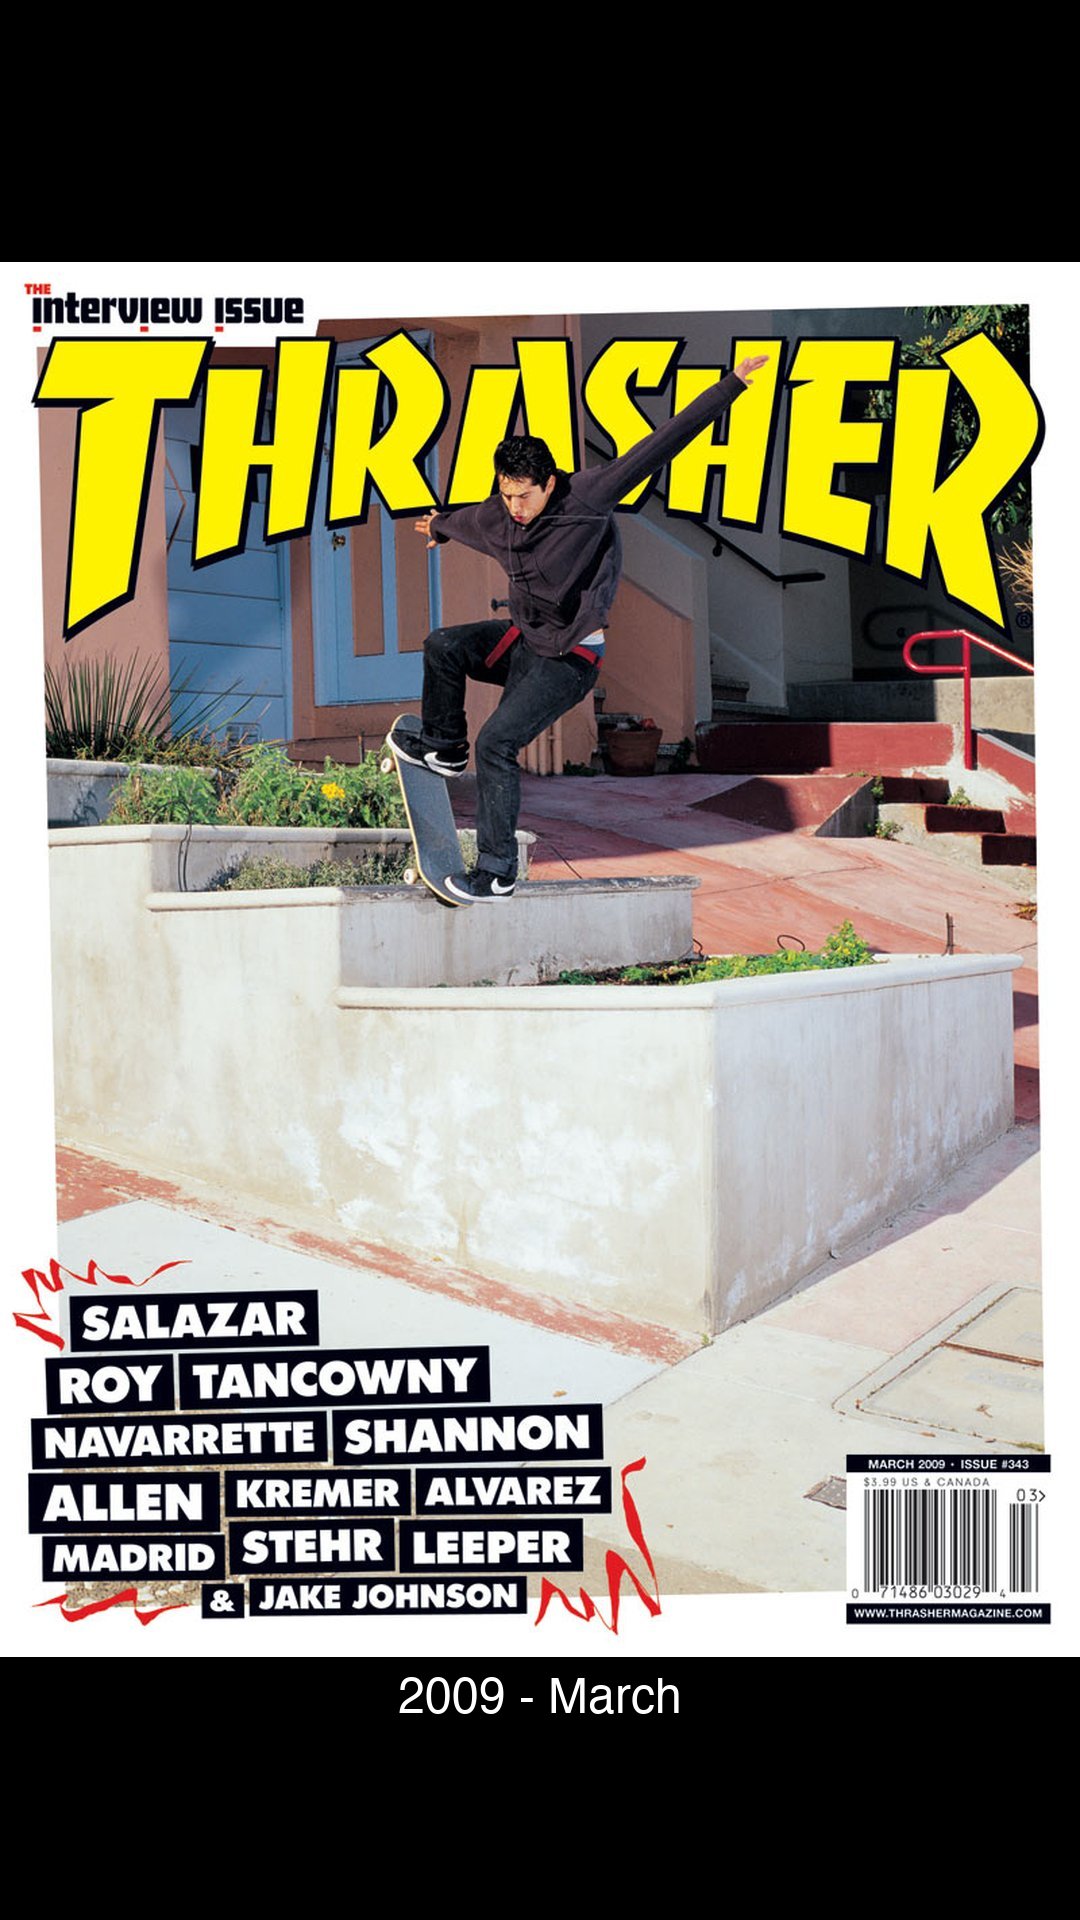 THE
interview issue
THRASHER
®
SALAZAR
ROY TANCOWNY
NAVARRETTE SHANNON
ALLEN KREMER ALVAREZ
MADRID STEHR LEEPER
& JAKE JOHNSON
MARCH 2009 • ISSUE #343
$3.99 US & CANADA
03>
0 71486 03029 4
WWW.THRASHERMAGAZINE.COM
2009 - March